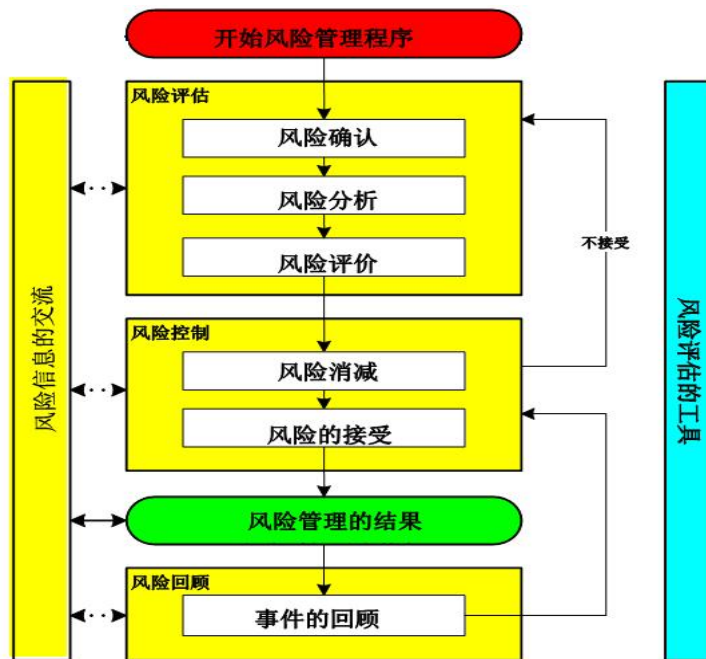 开始风险管理程序
风险评估
风险确认
风险分析
风险评价
不接受
风险信息的交流
风险评估的工具
风险控制
风险消减
风险的接受
风险管理的结果
风险回顾
事件的回顾